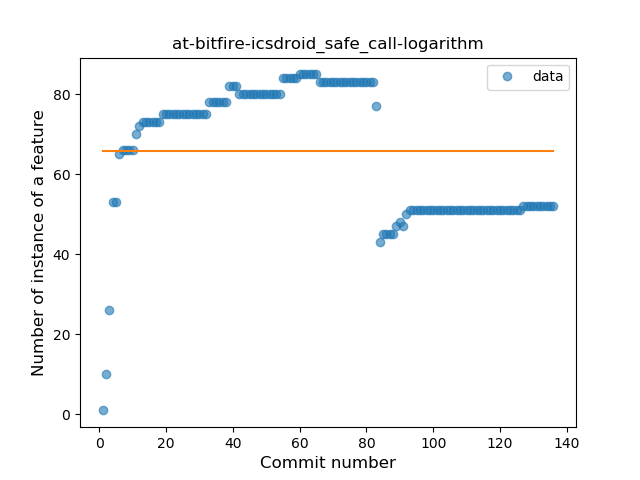 at-bitfire-icsdroid_safe_call-logarithm
data
Number of instance of a feature
80
60
40
20
0
0 20 40 60 80 100 120 140
Commit number